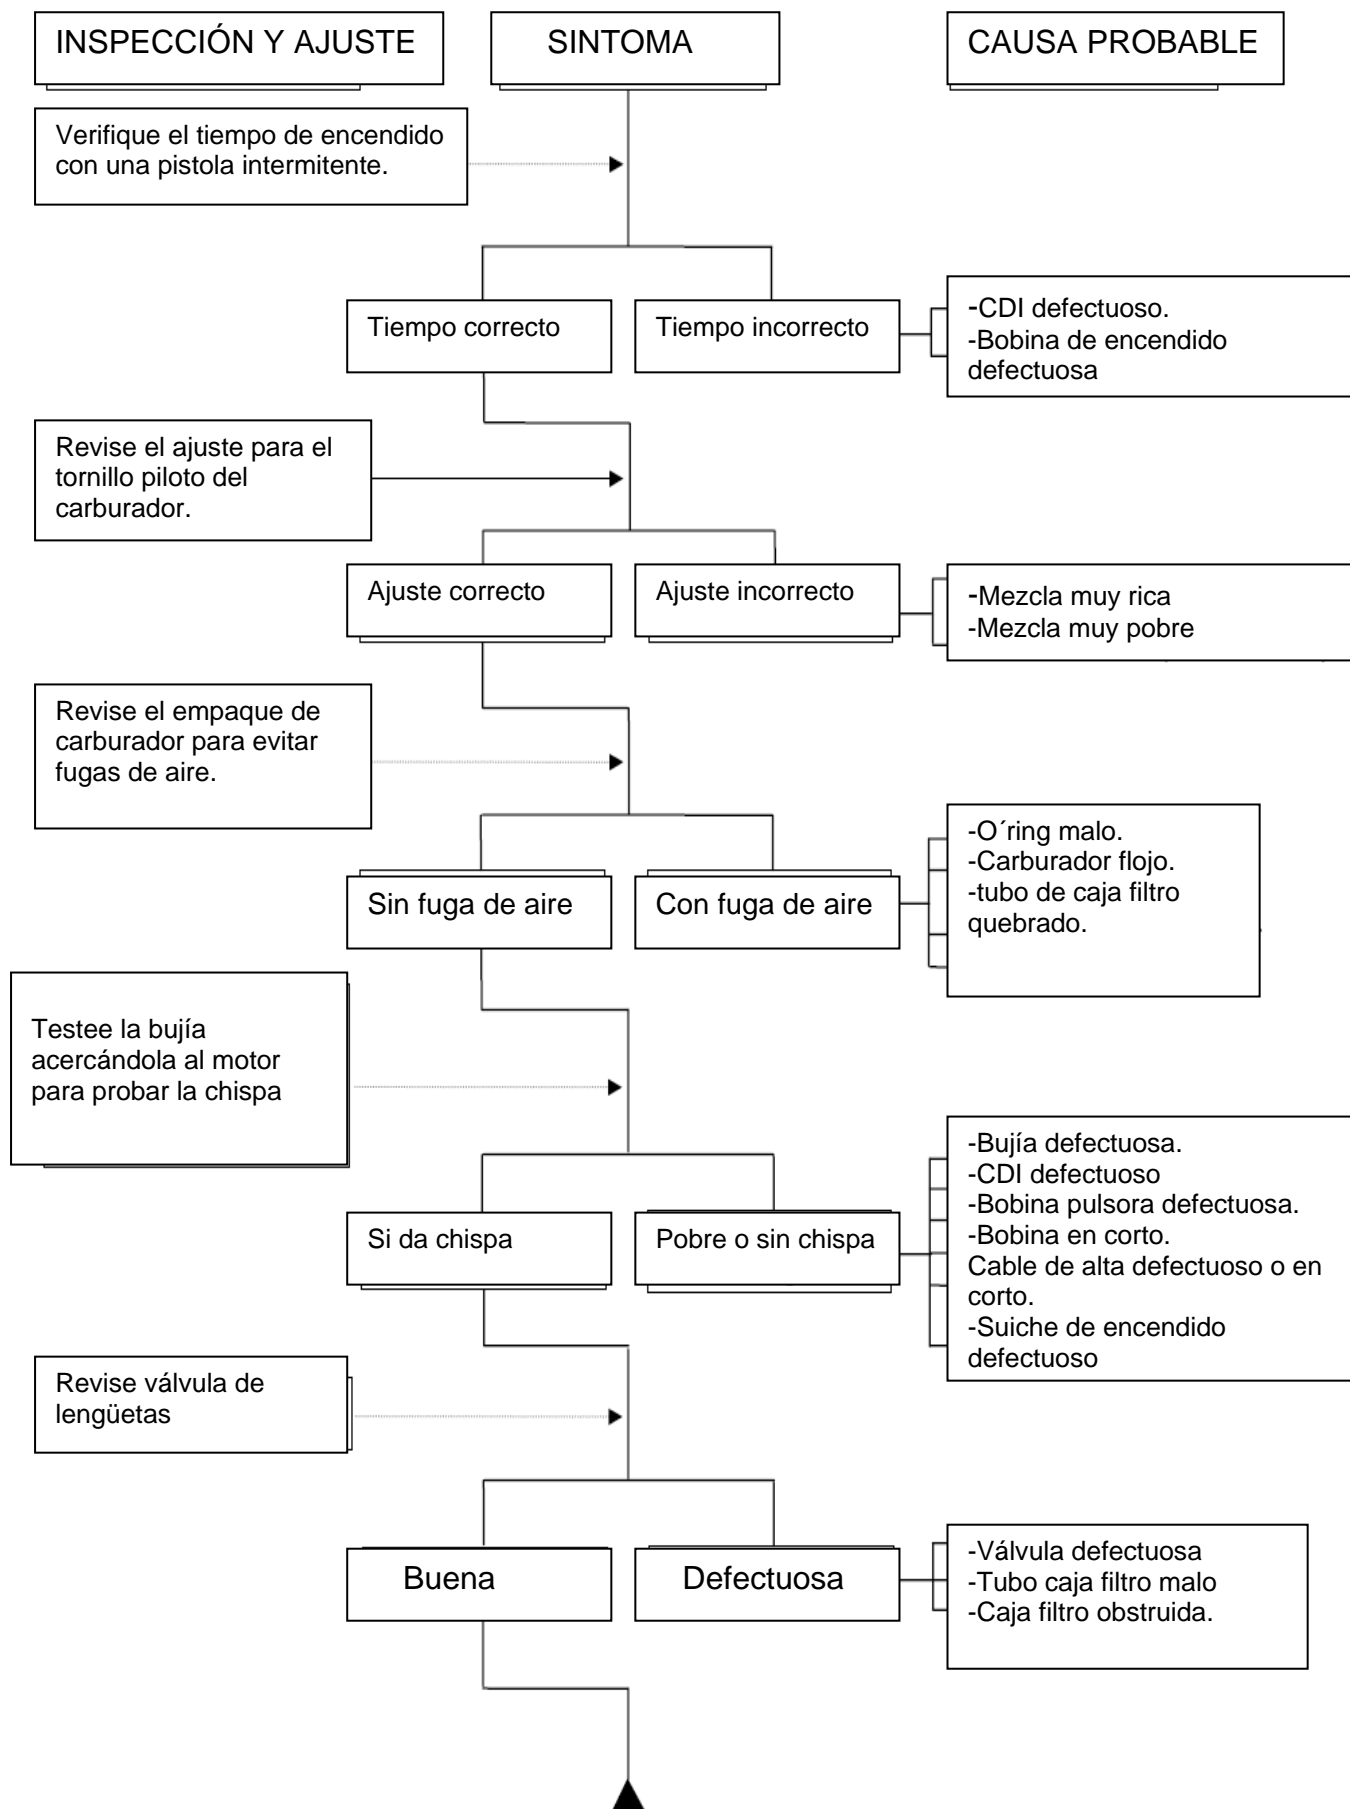 INSPECCIÓN Y AJUSTE
SINTOMA
CAUSA PROBABLE
Verifique el tiempo de encendido
con una pistola intermitente.
Tiempo correcto
Tiempo incorrecto
-CDI defectuoso.
-Bobina de encendido
defectuosa
Revise el ajuste para el
tornillo piloto del
carburador.
Ajuste correcto
Ajuste incorrecto
-Mezcla muy rica
-Mezcla muy pobre
Revise el empaque de
carburador para evitar
fugas de aire.
Sin fuga de aire
Con fuga de aire
-O´ring malo.
-Carburador flojo.
-tubo de caja filtro
quebrado.
Testee la bujía
acercándola al motor
para probar la chispa
Si da chispa
Pobre o sin chispa
-Bujía defectuosa.
-CDI defectuoso
-Bobina pulsora defectuosa.
-Bobina en corto.
Cable de alta defectuoso o en
corto.
-Suiche de encendido
defectuoso
Revise válvula de
lengüetas
Buena
Defectuosa
-Válvula defectuosa
-Tubo caja filtro malo
-Caja filtro obstruida.